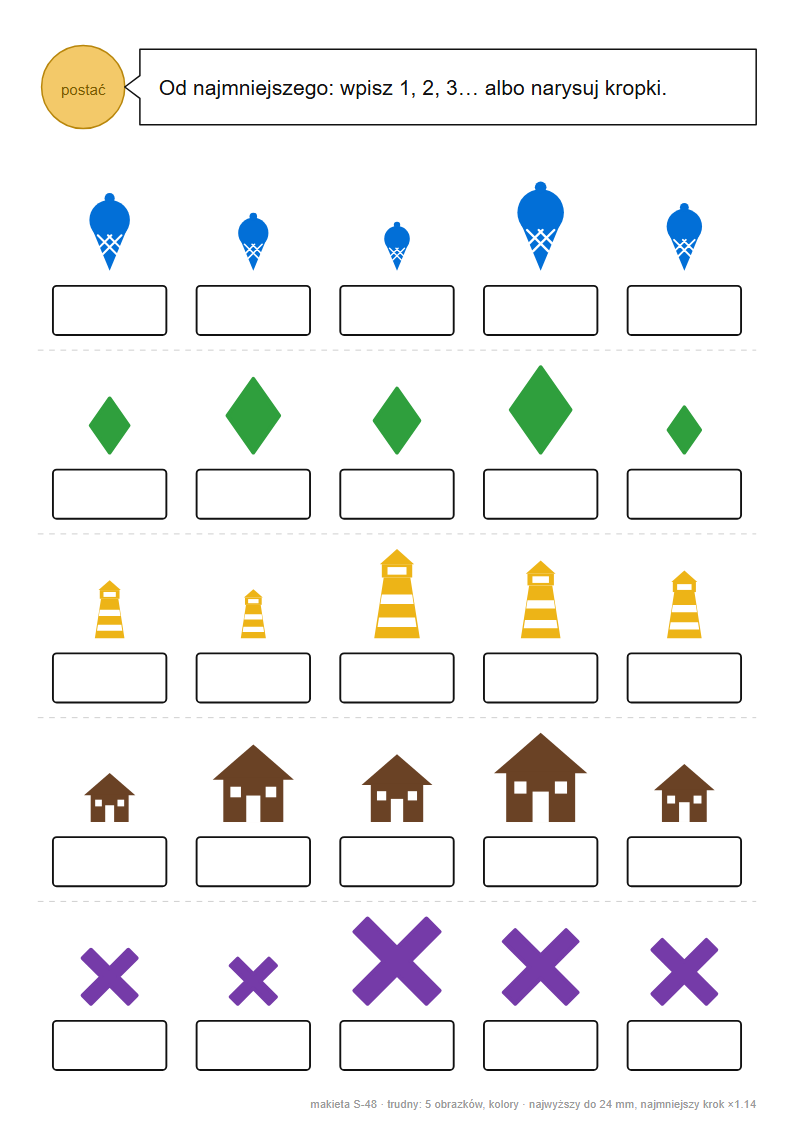 postać
Od najmniejszego: wpisz 1, 2, 3… albo narysuj kropki.
makieta S-48 · trudny: 5 obrazków, kolory · najwyższy do 24 mm, najmniejszy krok ×1.14